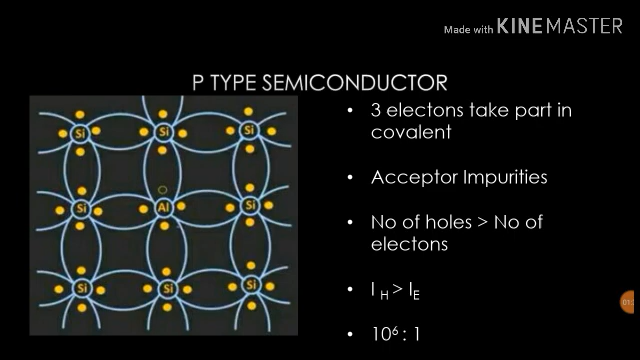 Made with KINEMASTER
P TYPE SEMICONDUCTOR
• 3 electons take part in
covalent
• Acceptor Impurities
• No of holes > No of
electons
• I H > IE
• 10⁶ : 1
Si Si Si
Si Al Si
Si Si Si